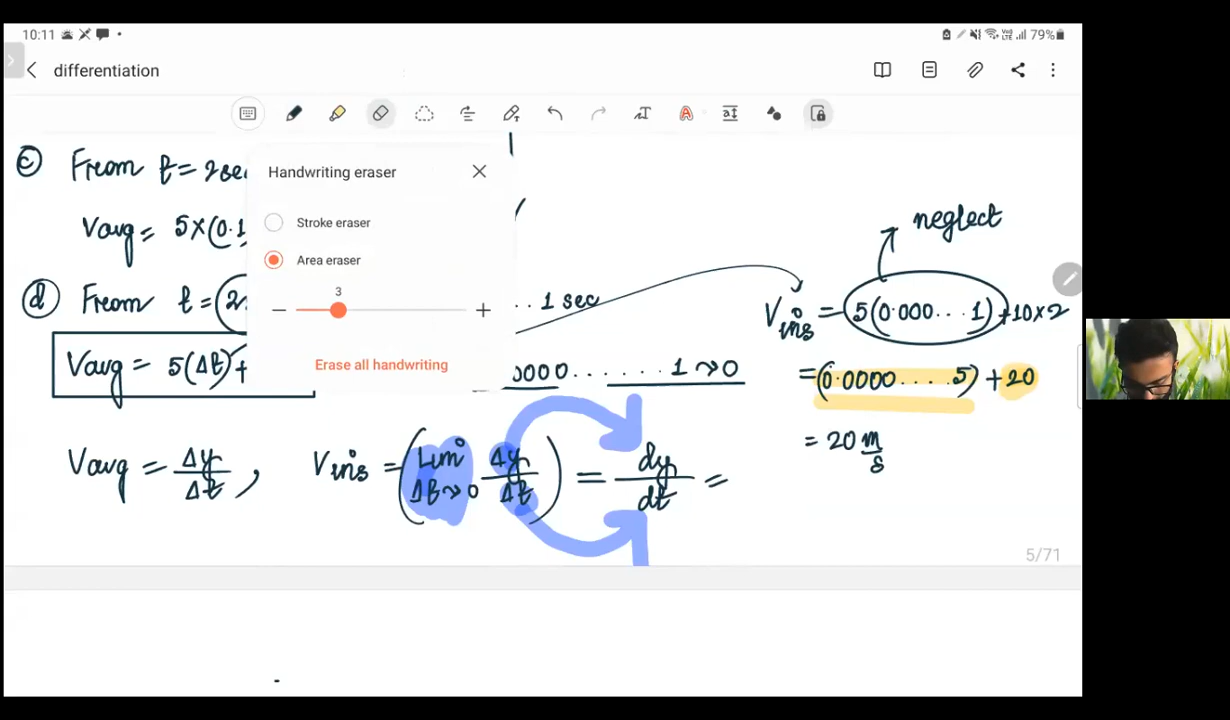 10:11
79%
differentiation
Handwriting eraser
Stroke eraser
Area eraser
3
Erase all handwriting
ⓒ From t = 2sec
Vavg = 5×(0.1
ⓓ From t = (2. ... 1 sec
Vavg = 5(Δt)+
0000....... 1 → 0
neglect
Vins = 5(0.000...1)+10×2
= (0.0000....5) + 20
= 20 m/s
Vavg = Δy/Δt , Vins = (Lim Δt→0 Δy/Δt) = dy/dt =
5/71